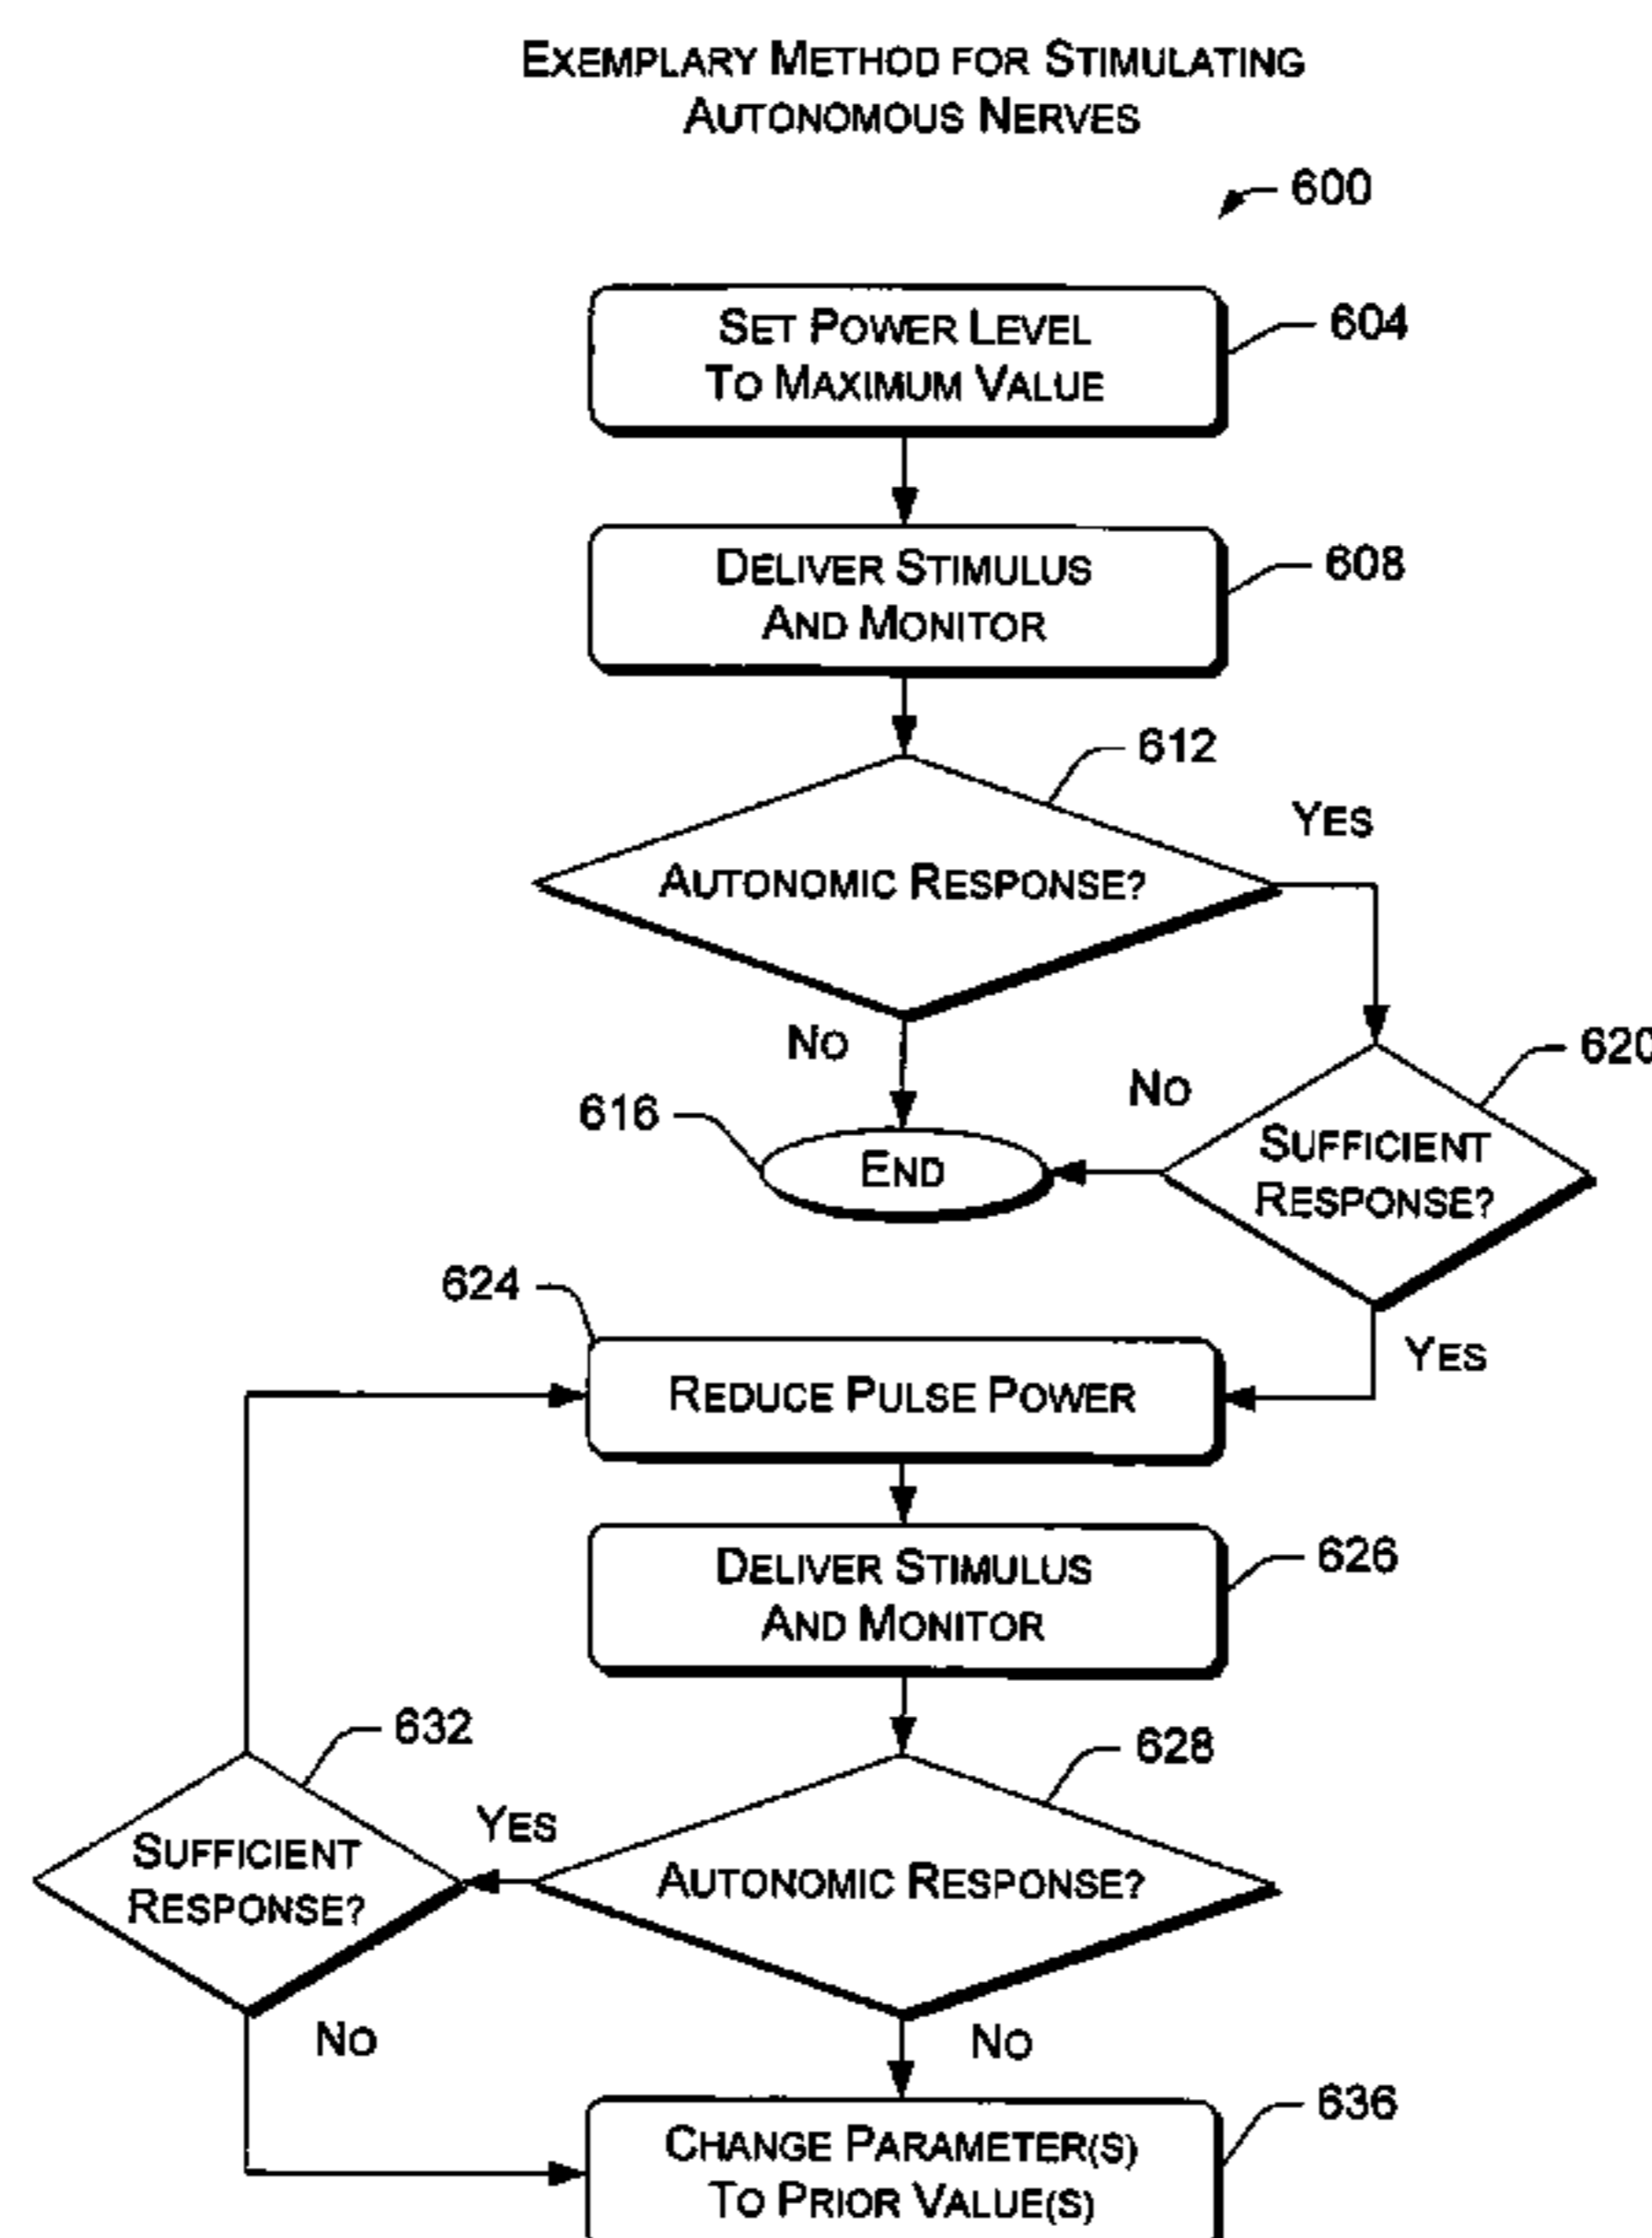 EXEMPLARY METHOD FOR STIMULATING
AUTONOMOUS NERVES
600
SET POWER LEVEL
TO MAXIMUM VALUE
604
DELIVER STIMULUS
AND MONITOR
608
612
YES
AUTONOMIC RESPONSE?
NO
620
NO
616
END
SUFFICIENT
RESPONSE?
624
YES
REDUCE PULSE POWER
DELIVER STIMULUS
AND MONITOR
626
632
628
YES
SUFFICIENT
RESPONSE?
AUTONOMIC RESPONSE?
NO
NO
636
CHANGE PARAMETER(S)
TO PRIOR VALUE(S)